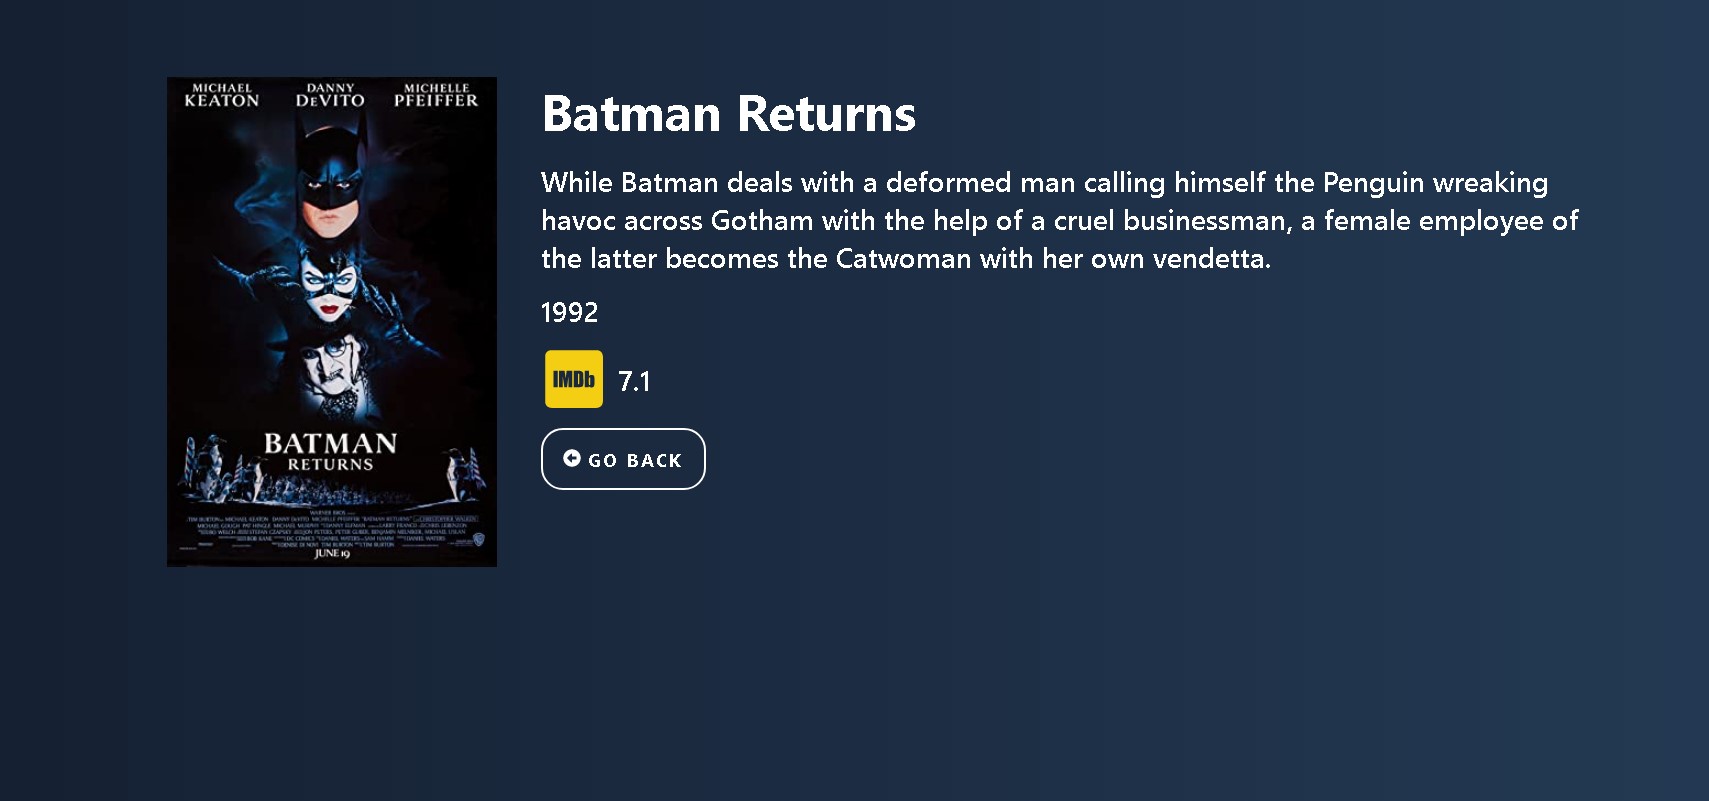 MICHAEL KEATON
DANNY DEVITO
MICHELLE PFEIFFER
BATMAN
RETURNS
JUNE 19
Batman Returns
While Batman deals with a deformed man calling himself the Penguin wreaking
havoc across Gotham with the help of a cruel businessman, a female employee of
the latter becomes the Catwoman with her own vendetta.
1992
IMDb 7.1
GO BACK